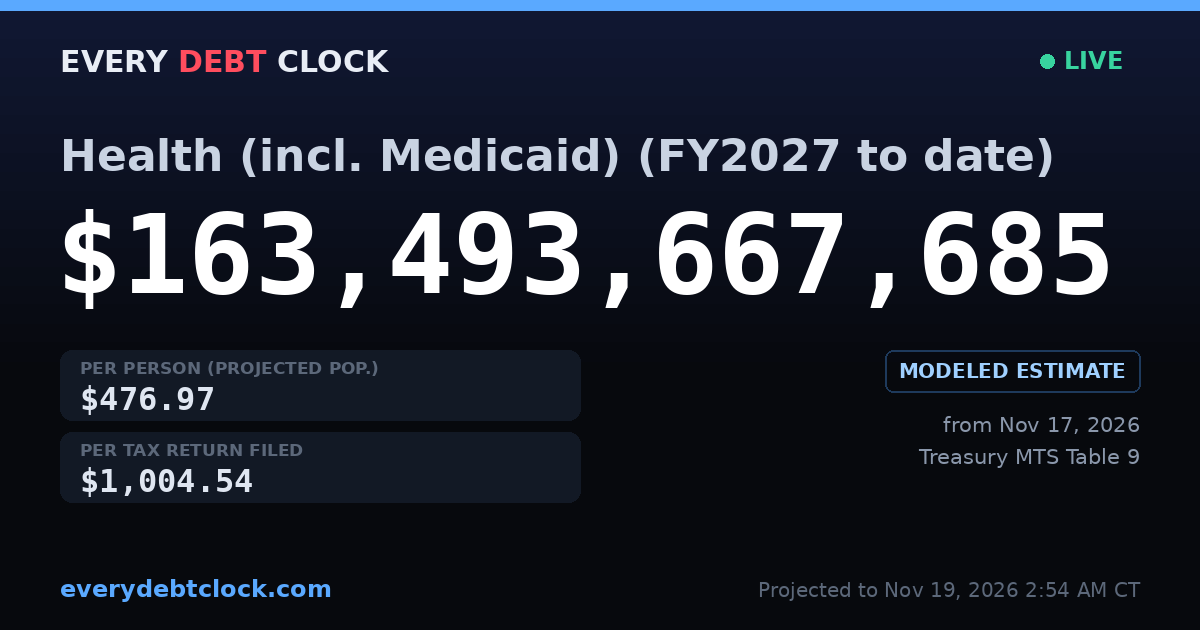 EVERY DEBT CLOCK
LIVE
Health (incl. Medicaid) (FY2027 to date)
$163,493,667,685
PER PERSON (PROJECTED POP.)
$476.97
PER TAX RETURN FILED
$1,004.54
MODELED ESTIMATE
from Nov 17, 2026
Treasury MTS Table 9
everydebtclock.com
Projected to Nov 19, 2026 2:54 AM CT